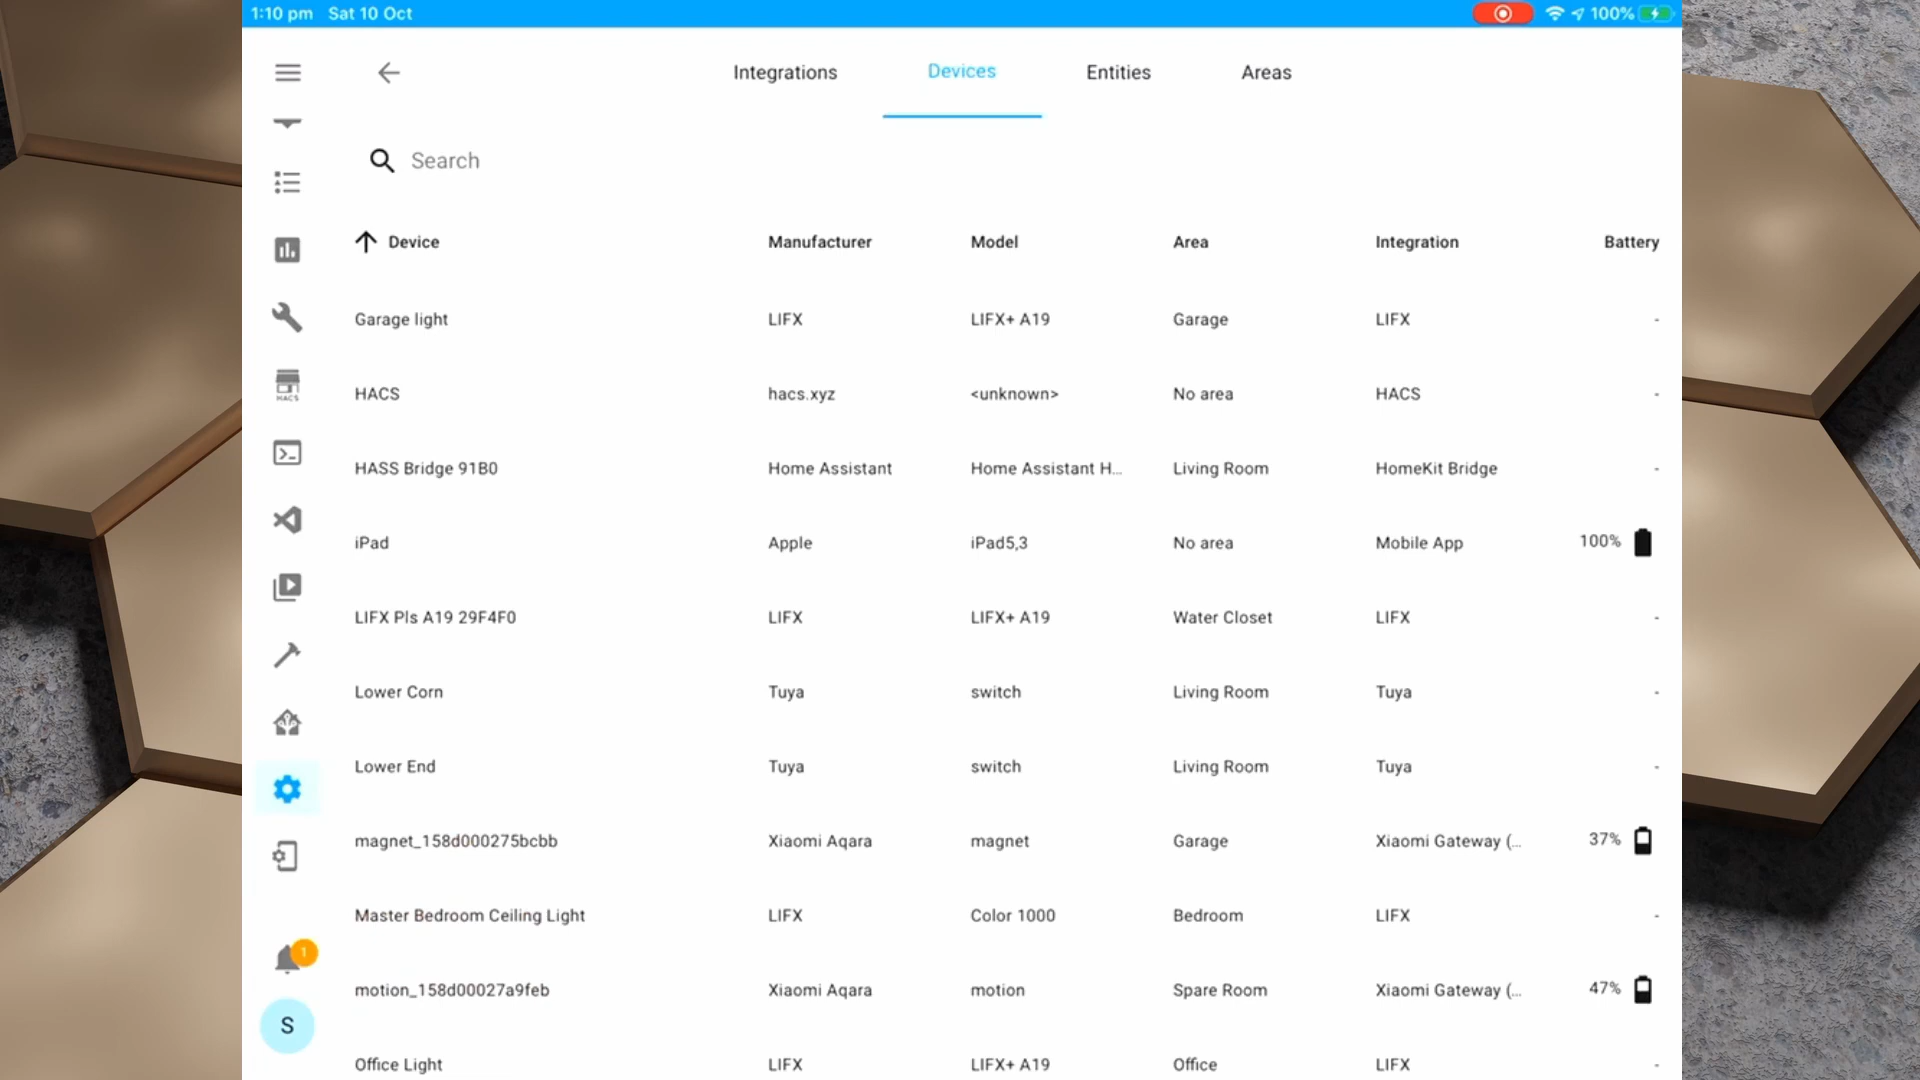 1:10 pm Sat 10 Oct 100%
Integrations Devices Entities Areas
Search
Device Manufacturer Model Area Integration Battery
Garage light LIFX LIFX+ A19 Garage LIFX -
HACS hacs.xyz <unknown> No area HACS -
HACS
HASS Bridge 91B0 Home Assistant Home Assistant H... Living Room HomeKit Bridge -
iPad Apple iPad5,3 No area Mobile App 100%
LIFX Pls A19 29F4F0 LIFX LIFX+ A19 Water Closet LIFX -
Lower Corn Tuya switch Living Room Tuya -
Lower End Tuya switch Living Room Tuya -
magnet_158d000275bcbb Xiaomi Aqara magnet Garage Xiaomi Gateway (... 37%
Master Bedroom Ceiling Light LIFX Color 1000 Bedroom LIFX -
1
motion_158d00027a9feb Xiaomi Aqara motion Spare Room Xiaomi Gateway (... 47%
S
Office Light LIFX LIFX+ A19 Office LIFX -